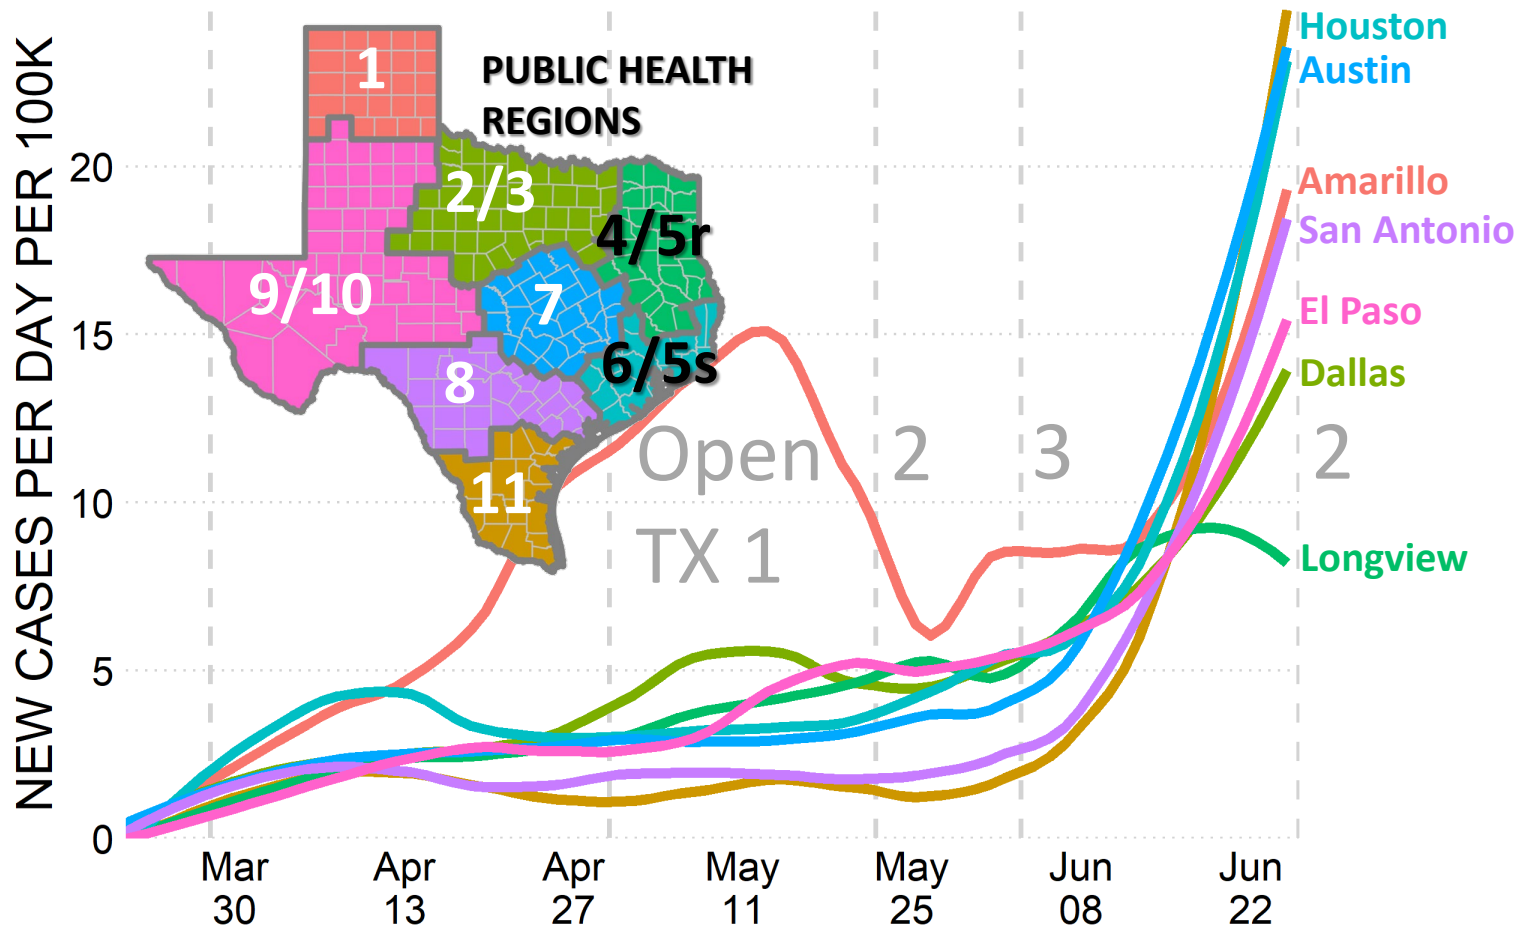 NEW CASES PER DAY PER 100K
20
15
10
5
0
PUBLIC HEALTH
REGIONS
1
2/3
4/5r
9/10
7
6/5s
8
11
Open
TX 1
2
3
2
Houston
Austin
Amarillo
San Antonio
El Paso
Dallas
Longview
Mar
30
Apr
13
Apr
27
May
11
May
25
Jun
08
Jun
22